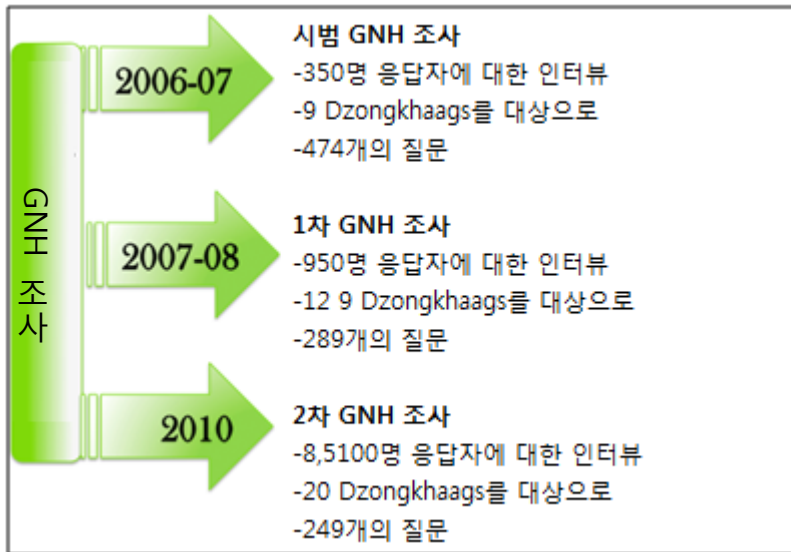 GNH 조사
2006-07
시범 GNH 조사
-350명 응답자에 대한 인터뷰
-9 Dzongkhaags를 대상으로
-474개의 질문
2007-08
1차 GNH 조사
-950명 응답자에 대한 인터뷰
-12 9 Dzongkhaags를 대상으로
-289개의 질문
2010
2차 GNH 조사
-8,5100명 응답자에 대한 인터뷰
-20 Dzongkhaags를 대상으로
-249개의 질문